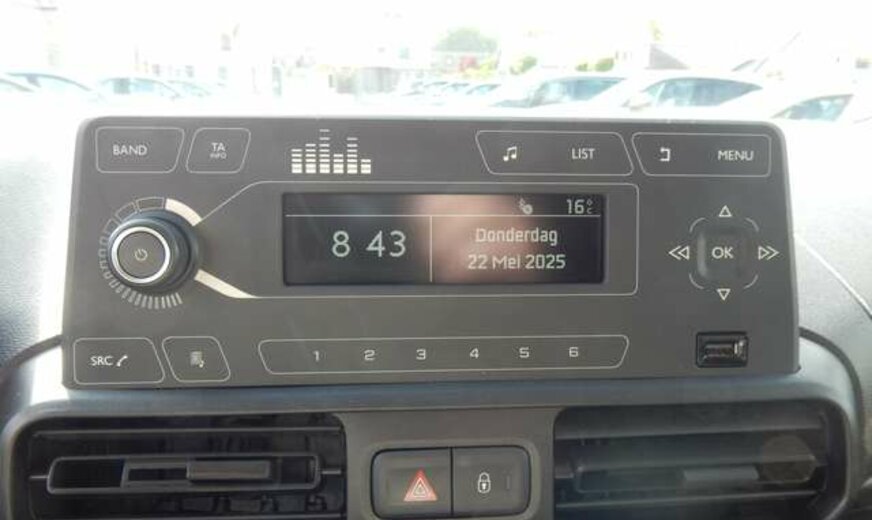 BAND
TA
INFO
LIST
MENU
16°C
8 43
Donderdag
22 Mei 2025
OK
SRC
1 2 3 4 5 6